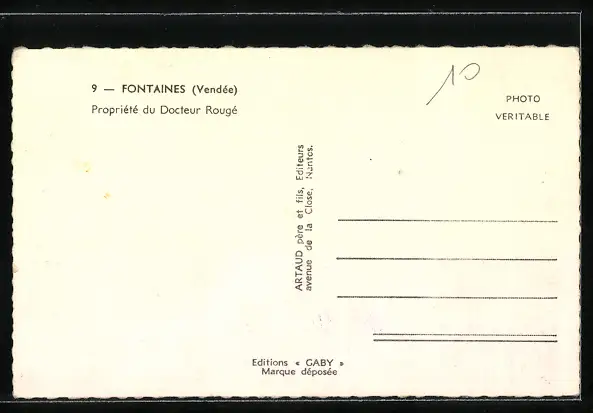 9 — FONTAINES (Vendée)
Propriété du Docteur Rougé
10
PHOTO
VERITABLE
ARTAUD père et fils, Editeurs
avenue de la Close, Nantes.
Editions « GABY »
Marque déposée